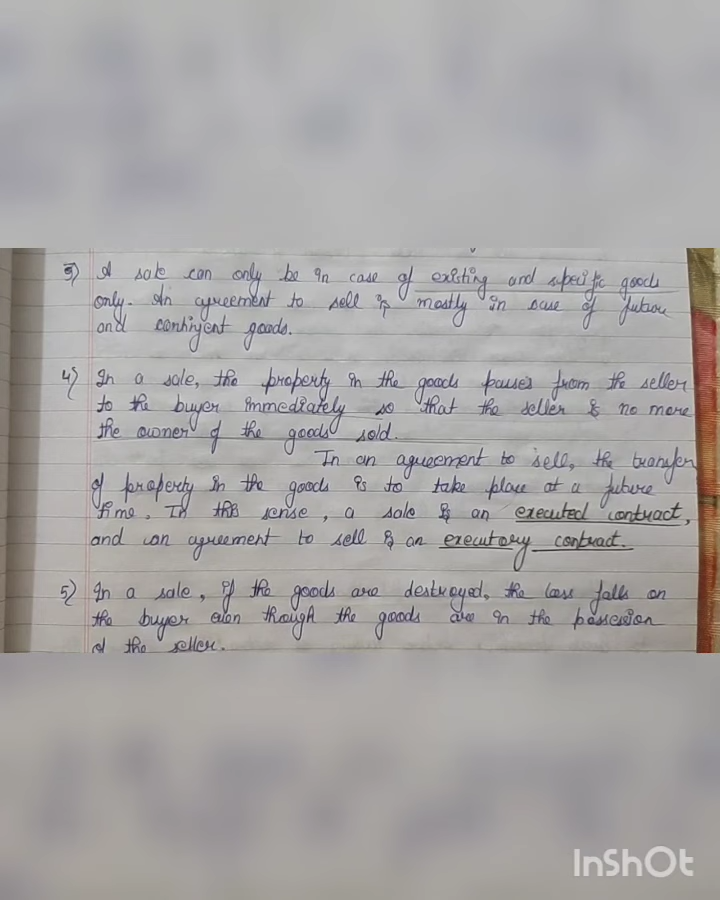 3) A sale can only be in case of existing and specific goods
only. An agreement to sell is mostly in case of future
and contingent goods.
4) In a sale, the property in the goods passes from the seller
to the buyer immediately so that the seller is no more
the owner of the goods sold.
In an agreement to sell, the transfer
of property in the goods is to take place at a future
time. In this sense, a sale is an executed contract,
and an agreement to sell is an executory contract.
5) In a sale, if the goods are destroyed, the loss falls on
the buyer even though the goods are in the possession
of the seller.
InShOt